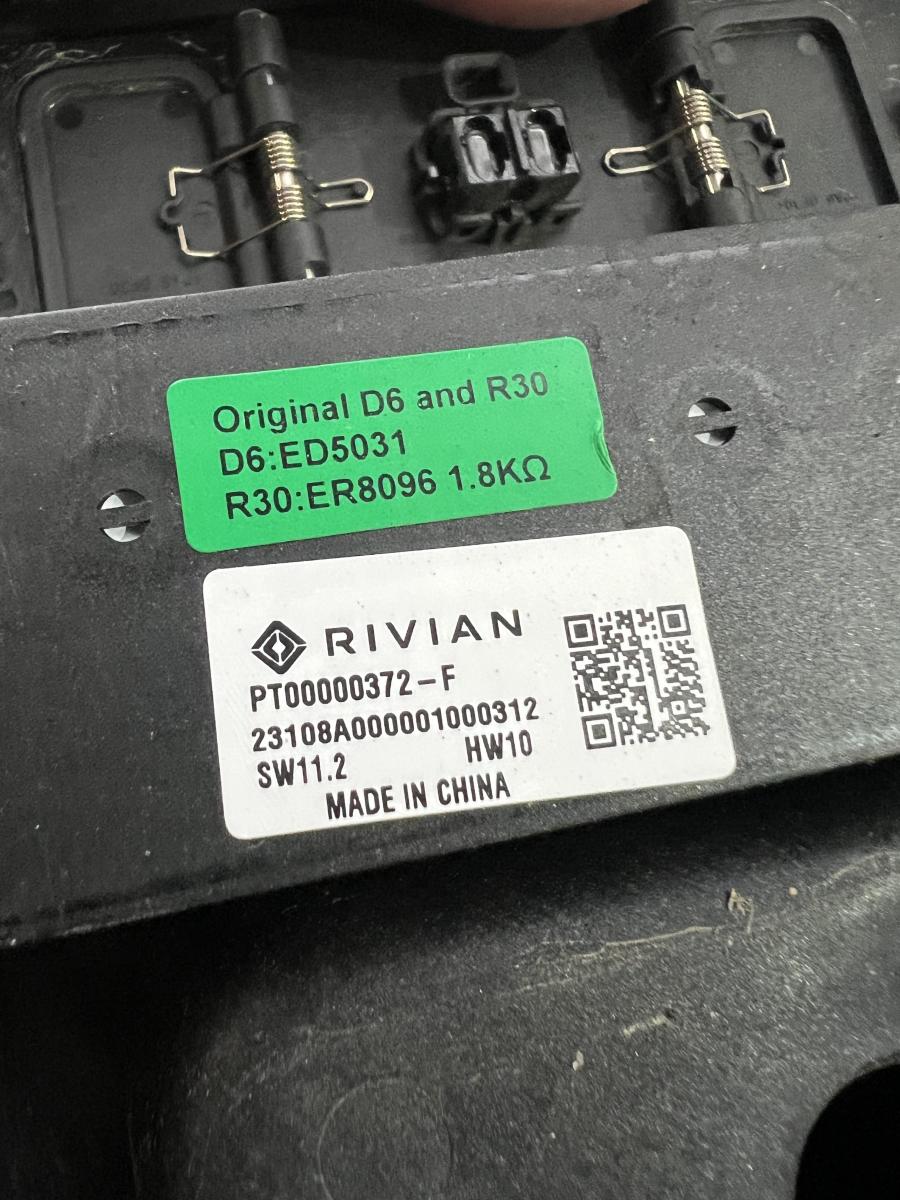 Original D6 and R30
D6:ED5031
R30:ER8096 1.8KΩ
RIVIAN
PT00000372-F
23108A000001000312
SW11.2 HW10
MADE IN CHINA